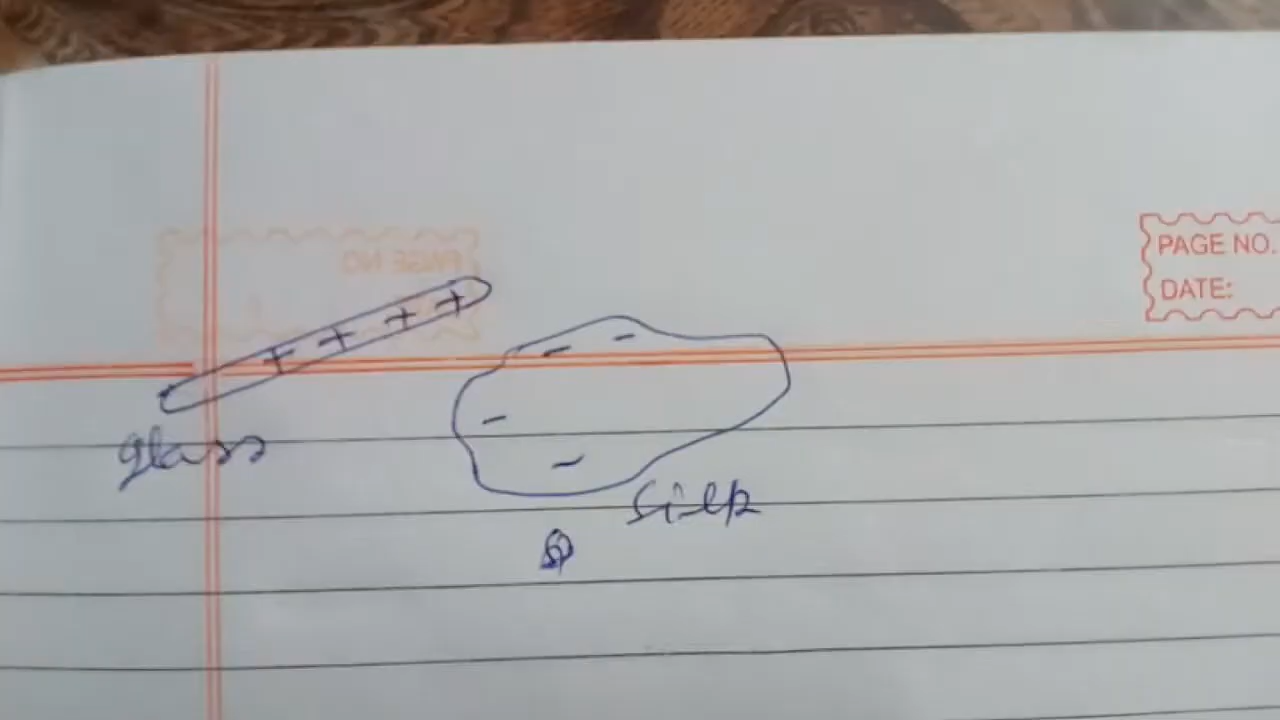 PAGE NO.
DATE:
+ + + +
- -
-
-
glass
silk